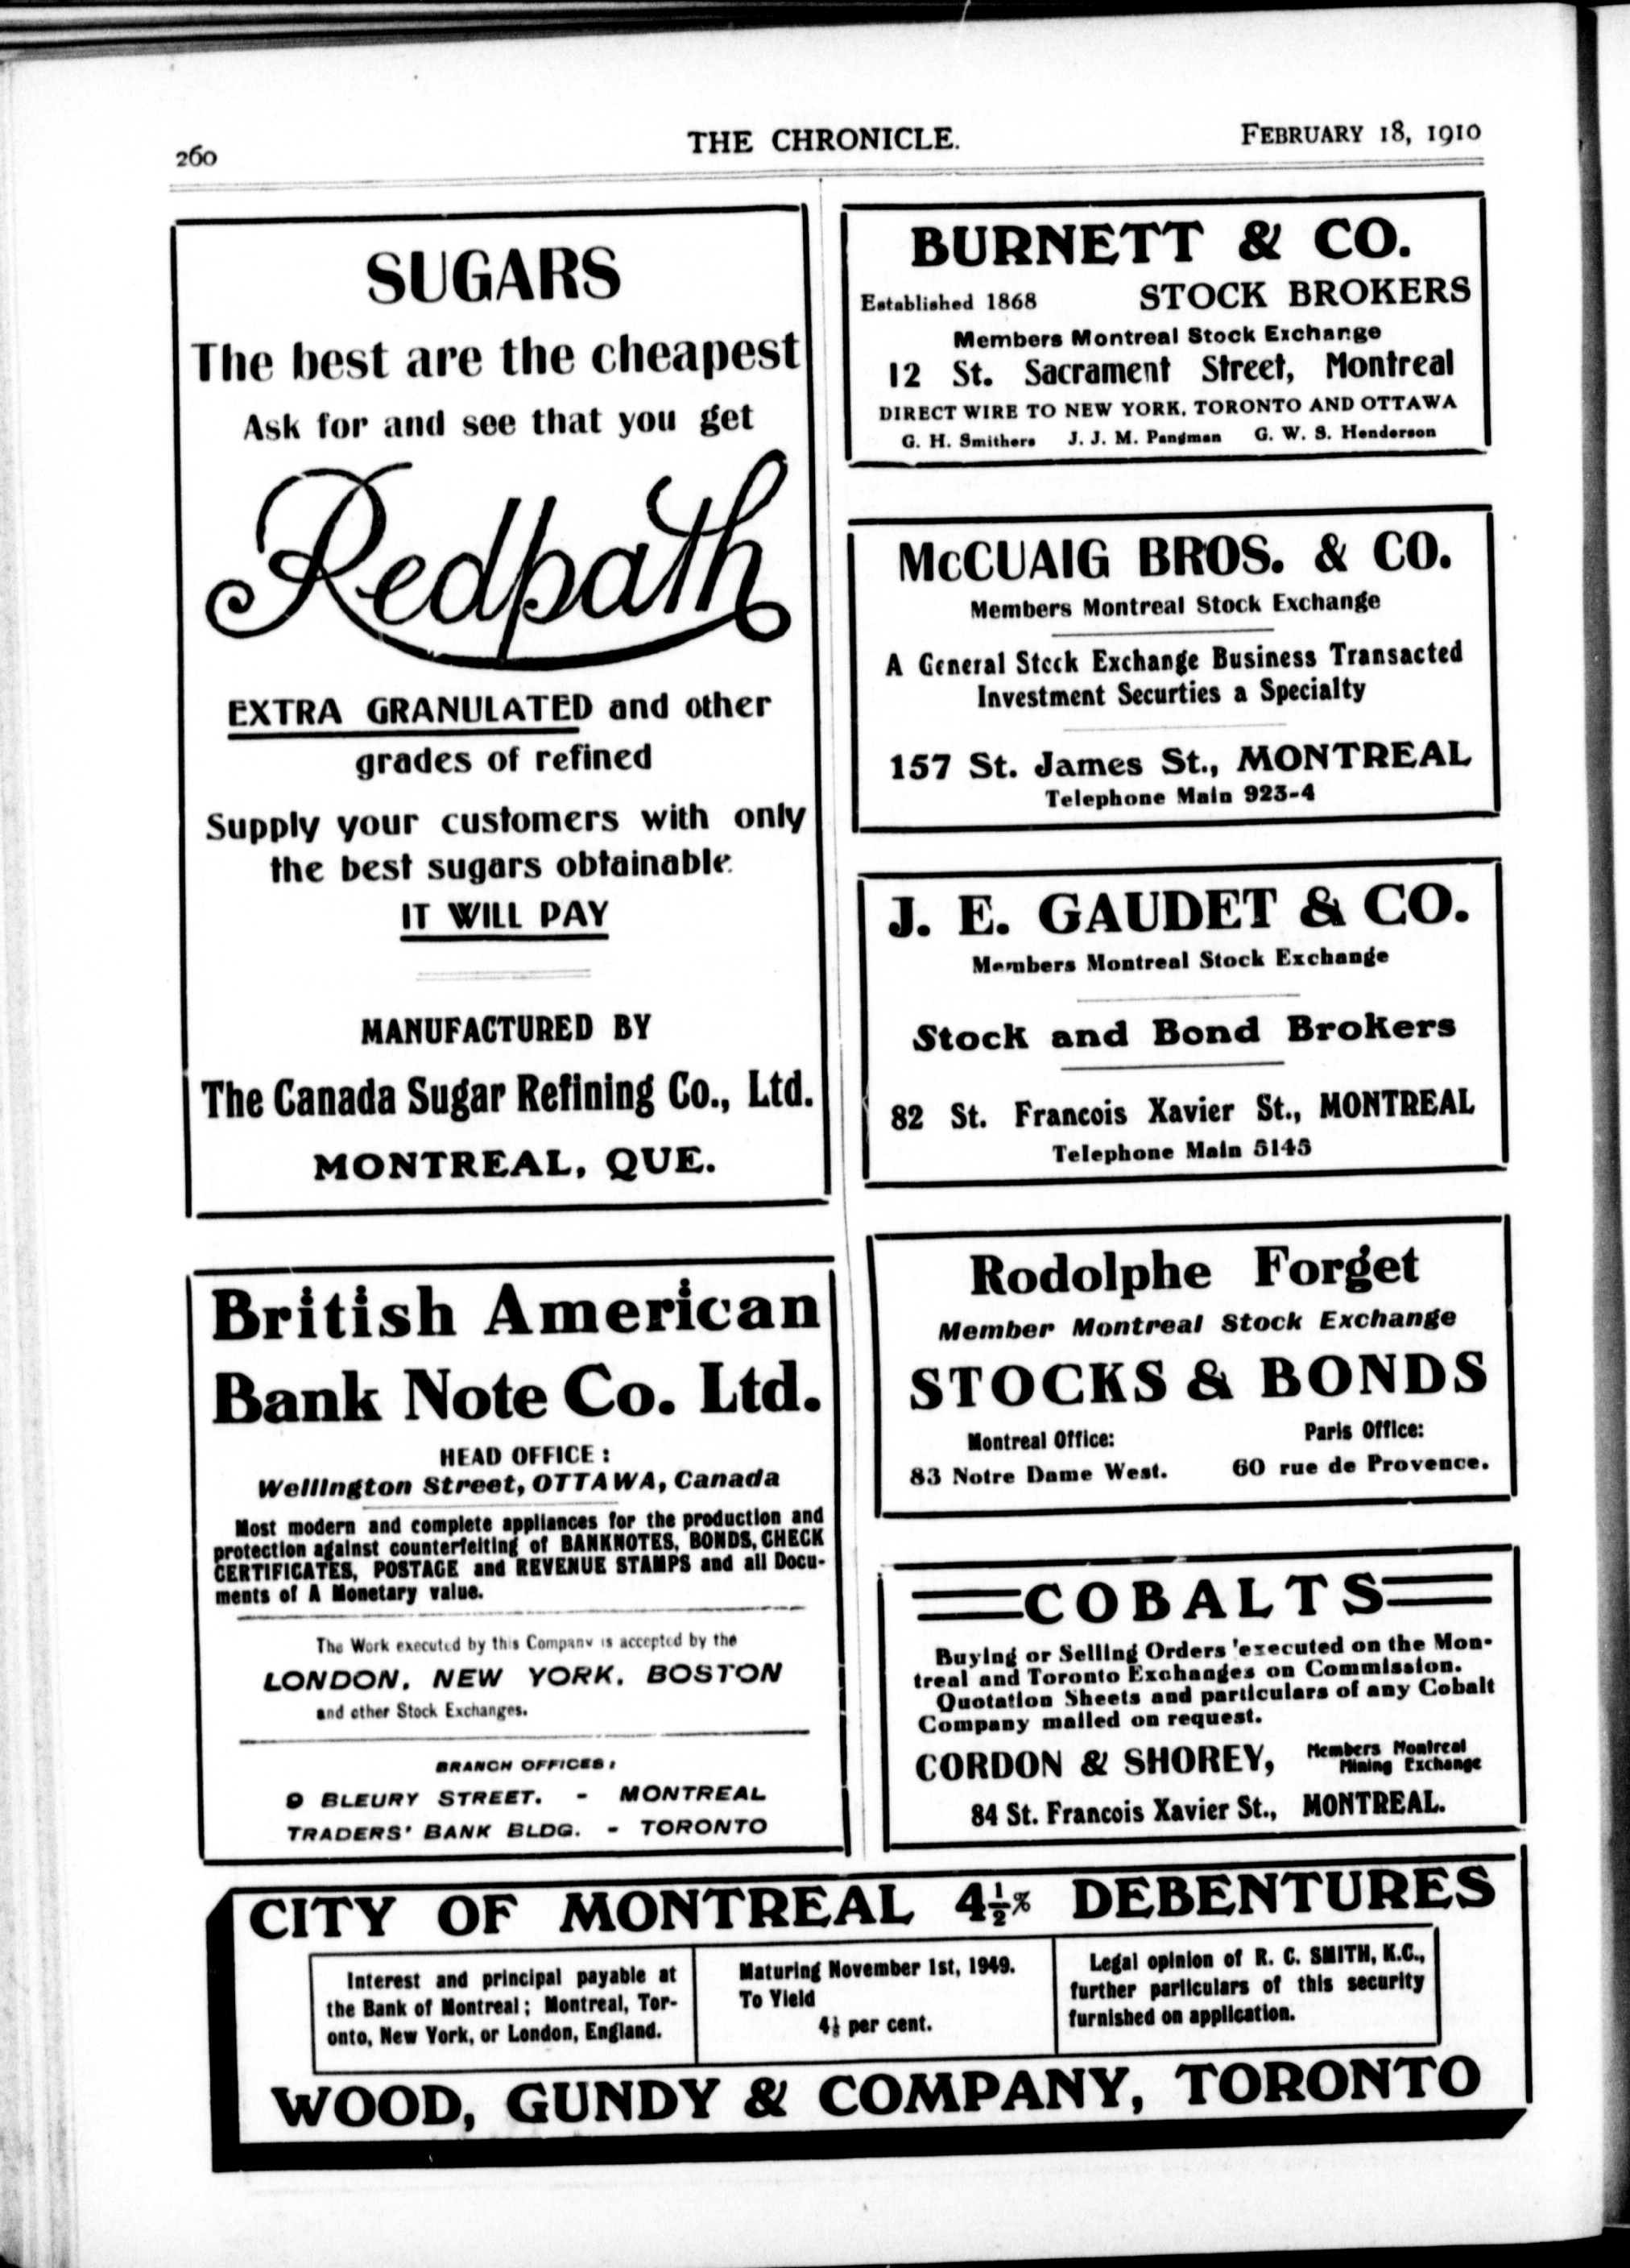 260
THE CHRONICLE.
FEBRUARY 18, 1910
SUGARS
The best are the cheapest
Ask for and see that you get
Redpath
EXTRA GRANULATED and other
grades of refined
Supply your customers with only
the best sugars obtainable.
IT WILL PAY
MANUFACTURED BY
The Canada Sugar Refining Co., Ltd.
MONTREAL, QUE.
British American
Bank Note Co. Ltd.
HEAD OFFICE :
Wellington Street, OTTAWA, Canada
Most modern and complete appliances for the production and
protection against counterfeiting of BANKNOTES, BONDS, CHECK
CERTIFICATES, POSTAGE and REVENUE STAMPS and all Docu-
ments of A Monetary value.
The Work executed by this Company is accepted by the
LONDON, NEW YORK, BOSTON
and other Stock Exchanges.
BRANCH OFFICES :
9 BLEURY STREET. - MONTREAL
TRADERS' BANK BLDG. - TORONTO
BURNETT & CO.
Established 1868 STOCK BROKERS
Members Montreal Stock Exchange
12 St. Sacrament Street, Montreal
DIRECT WIRE TO NEW YORK, TORONTO AND OTTAWA
G. H. Smithers J. J. M. Pangman G. W. S. Henderson
McCUAIG BROS. & CO.
Members Montreal Stock Exchange
A General Stock Exchange Business Transacted
Investment Securties a Specialty
157 St. James St., MONTREAL
Telephone Main 923-4
J. E. GAUDET & CO.
Members Montreal Stock Exchange
Stock and Bond Brokers
82 St. Francois Xavier St., MONTREAL
Telephone Main 5145
Rodolphe Forget
Member Montreal Stock Exchange
STOCKS & BONDS
Montreal Office: Paris Office:
83 Notre Dame West. 60 rue de Provence.
COBALTS
Buying or Selling Orders 'executed on the Mon-
treal and Toronto Exchanges on Commission.
Quotation Sheets and particulars of any Cobalt
Company mailed on request.
CORDON & SHOREY, Members Montreal
Mining Exchange
84 St. Francois Xavier St., MONTREAL.
CITY OF MONTREAL 4½% DEBENTURES
Interest and principal payable at
the Bank of Montreal ; Montreal, Tor-
onto, New York, or London, England.
Maturing November 1st, 1949.
To Yield
4¼ per cent.
Legal opinion of R. C. SMITH, K.C.,
further particulars of this security
furnished on application.
WOOD, GUNDY & COMPANY, TORONTO